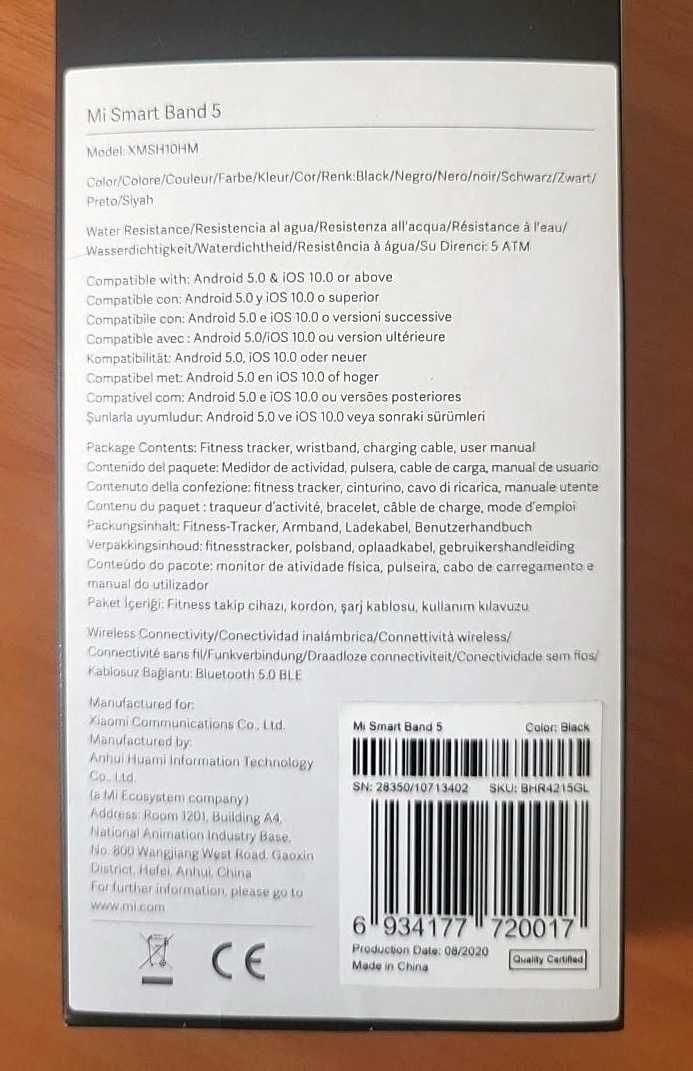 Mi Smart Band 5
Model: XMSH10HM
Color/Colore/Couleur/Farbe/Kleur/Cor/Renk:Black/Negro/Nero/noir/Schwarz/Zwart/
Preto/Siyah
Water Resistance/Resistencia al agua/Resistenza all'acqua/Résistance à l'eau/
Wasserdichtigkeit/Waterdichtheid/Resistência à água/Su Direnci: 5 ATM
Compatible with: Android 5.0 & iOS 10.0 or above
Compatible con: Android 5.0 y iOS 10.0 o superior
Compatibile con: Android 5.0 e iOS 10.0 o versioni successive
Compatible avec : Android 5.0/iOS 10.0 ou version ultérieure
Kompatibilität: Android 5.0, iOS 10.0 oder neuer
Compatibel met: Android 5.0 en iOS 10.0 of hoger
Compatível com: Android 5.0 e iOS 10.0 ou versões posteriores
Şunlarla uyumludur: Android 5.0 ve iOS 10.0 veya sonraki sürümleri
Package Contents: Fitness tracker, wristband, charging cable, user manual
Contenido del paquete: Medidor de actividad, pulsera, cable de carga, manual de usuario
Contenuto della confezione: fitness tracker, cinturino, cavo di ricarica, manuale utente
Contenu du paquet : traqueur d'activité, bracelet, câble de charge, mode d'emploi
Packungsinhalt: Fitness-Tracker, Armband, Ladekabel, Benutzerhandbuch
Verpakkingsinhoud: fitnesstracker, polsband, oplaadkabel, gebruikershandleiding
Conteúdo do pacote: monitor de atividade física, pulseira, cabo de carregamento e
manual do utilizador
Paket İçeriği: Fitness takip cihazı, kordon, şarj kablosu, kullanım kılavuzu
Wireless Connectivity/Conectividad inalámbrica/Connettività wireless/
Connectivité sans fil/Funkverbindung/Draadloze connectiviteit/Conectividade sem fios/
Kablosuz Bağlantı: Bluetooth 5.0 BLE
Manufactured for:
Xiaomi Communications Co., Ltd.
Manufactured by:
Anhui Huami Information Technology
Co., Ltd.
(a Mi Ecosystem company)
Address: Room 1201, Building A4,
National Animation Industry Base,
No. 800 Wangjiang West Road, Gaoxin
District, Hefei, Anhui, China
For further information, please go to
www.mi.com
CE
Mi Smart Band 5 Color: Black
SN: 28350/10713402 SKU: BHR4215GL
6 934177 720017
Production Date: 08/2020
Made in China
Quality Certified